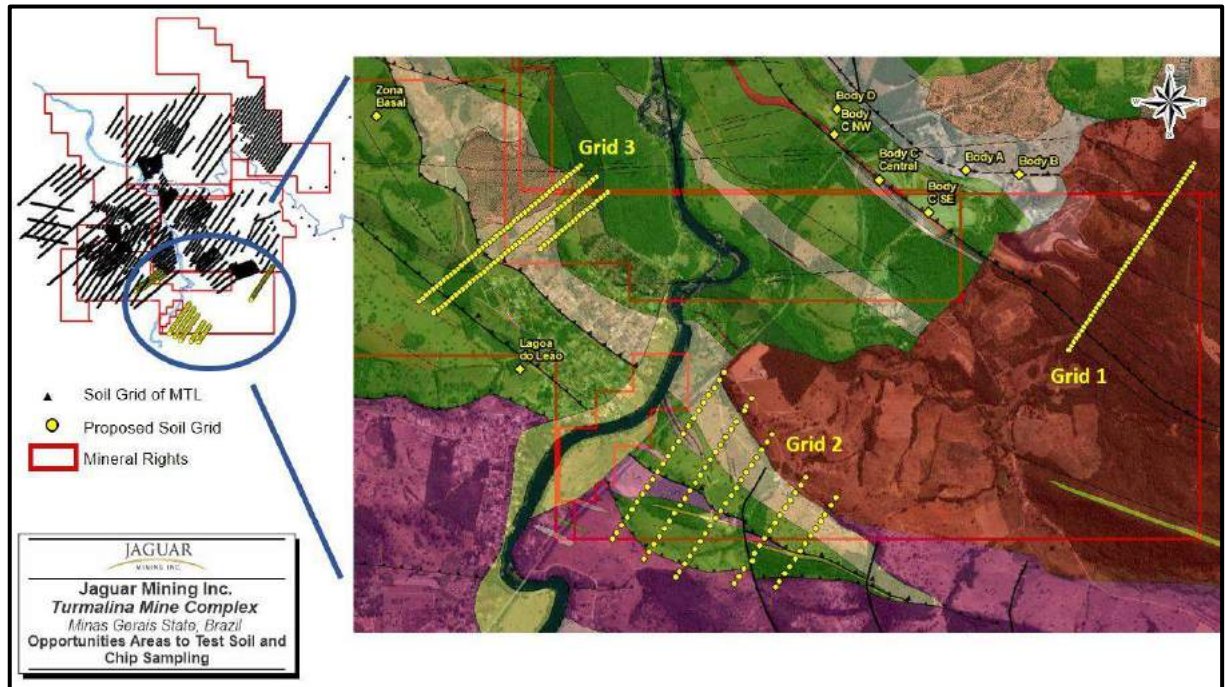 Zona
Basal
Body D
Body
C NW
Body C
Central
Body A
Body B
Body
C SE
N
W
E
S
Grid 3
Grid 1
Lagoa
do Leão
Grid 2
Soil Grid of MTL
Proposed Soil Grid
Mineral Rights
JAGUAR
MINING INC.
Jaguar Mining Inc.
Turmalina Mine Complex
Minas Gerais State, Brazil
Opportunities Areas to Test Soil and
Chip Sampling